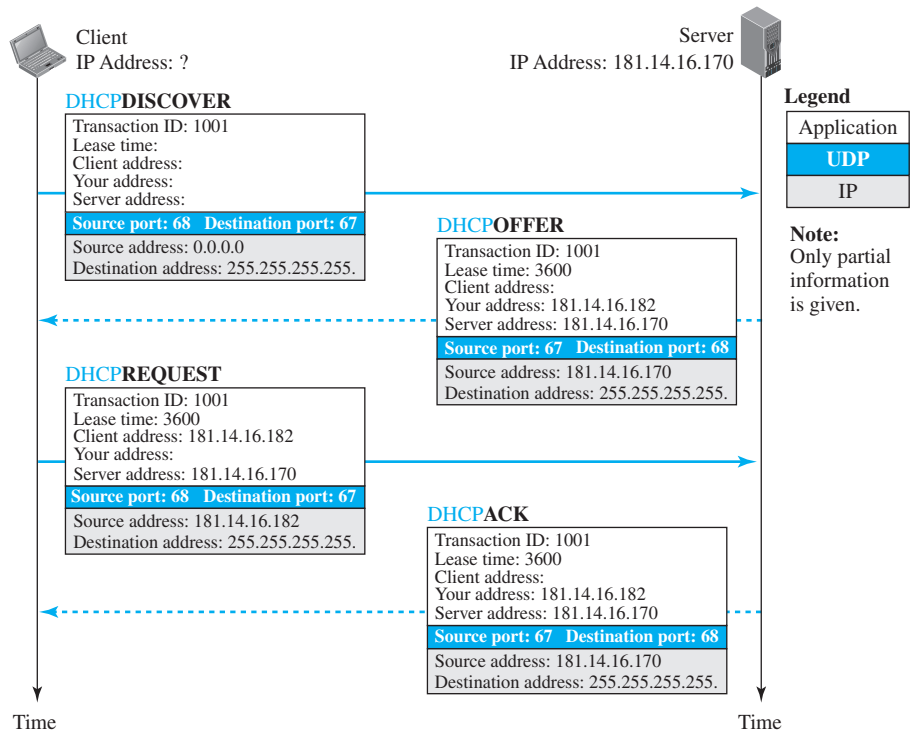 Client
IP Address: ?
Server
IP Address: 181.14.16.170
DHCPDISCOVER
Transaction ID: 1001
Lease time:
Client address:
Your address:
Server address:
Source port: 68 Destination port: 67
Source address: 0.0.0.0
Destination address: 255.255.255.255.
Legend
Application
UDP
IP
Note:
Only partial
information
is given.
DHCPOFFER
Transaction ID: 1001
Lease time: 3600
Client address:
Your address: 181.14.16.182
Server address: 181.14.16.170
Source port: 67 Destination port: 68
Source address: 181.14.16.170
Destination address: 255.255.255.255.
DHCPREQUEST
Transaction ID: 1001
Lease time: 3600
Client address: 181.14.16.182
Your address:
Server address: 181.14.16.170
Source port: 68 Destination port: 67
Source address: 181.14.16.182
Destination address: 255.255.255.255.
DHCPACK
Transaction ID: 1001
Lease time: 3600
Client address:
Your address: 181.14.16.182
Server address: 181.14.16.170
Source port: 67 Destination port: 68
Source address: 181.14.16.170
Destination address: 255.255.255.255.
Time
Time